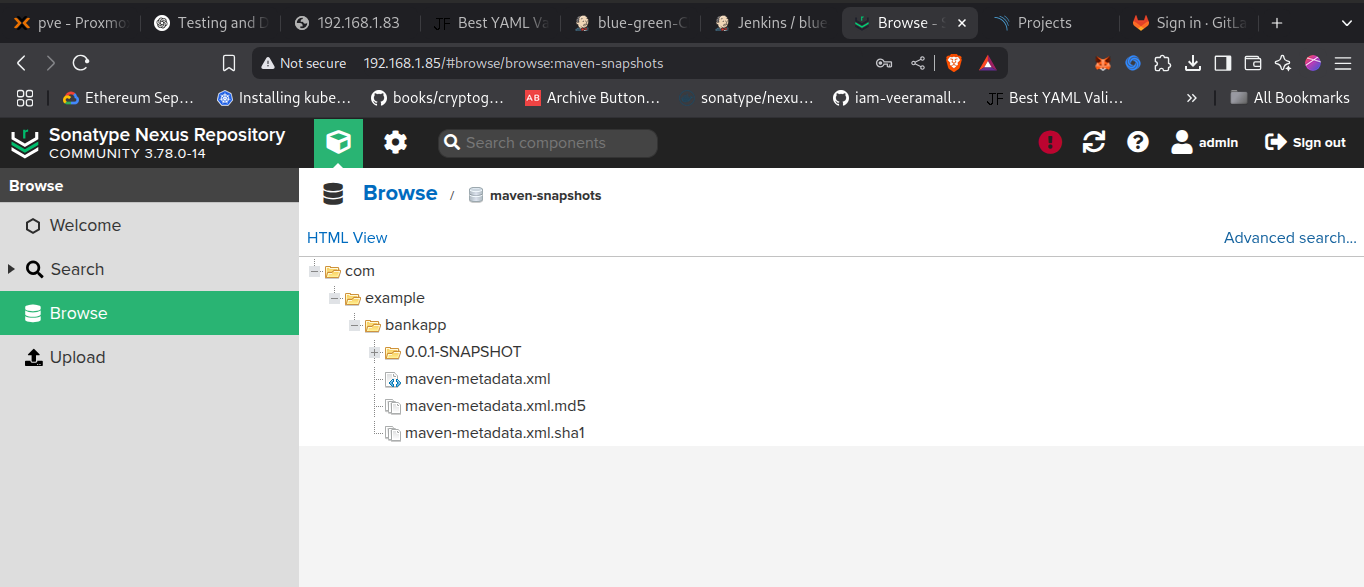 pve - Proxmo
Testing and D
192.168.1.83
Best YAML Va
blue-green-C
Jenkins / blue
Browse - S
Projects
Sign in · GitLa
Not secure 192.168.1.85/#browse/browse:maven-snapshots
Ethereum Sep...
Installing kube...
books/cryptog...
AB Archive Button...
sonatype/nexu...
iam-veeramall...
JF Best YAML Vali...
» All Bookmarks
Sonatype Nexus Repository
COMMUNITY 3.78.0-14
Search components
admin
Sign out
Browse
Welcome
Search
Browse
Upload
Browse / maven-snapshots
HTML View
Advanced search...
com
example
bankapp
0.0.1-SNAPSHOT
maven-metadata.xml
maven-metadata.xml.md5
maven-metadata.xml.sha1